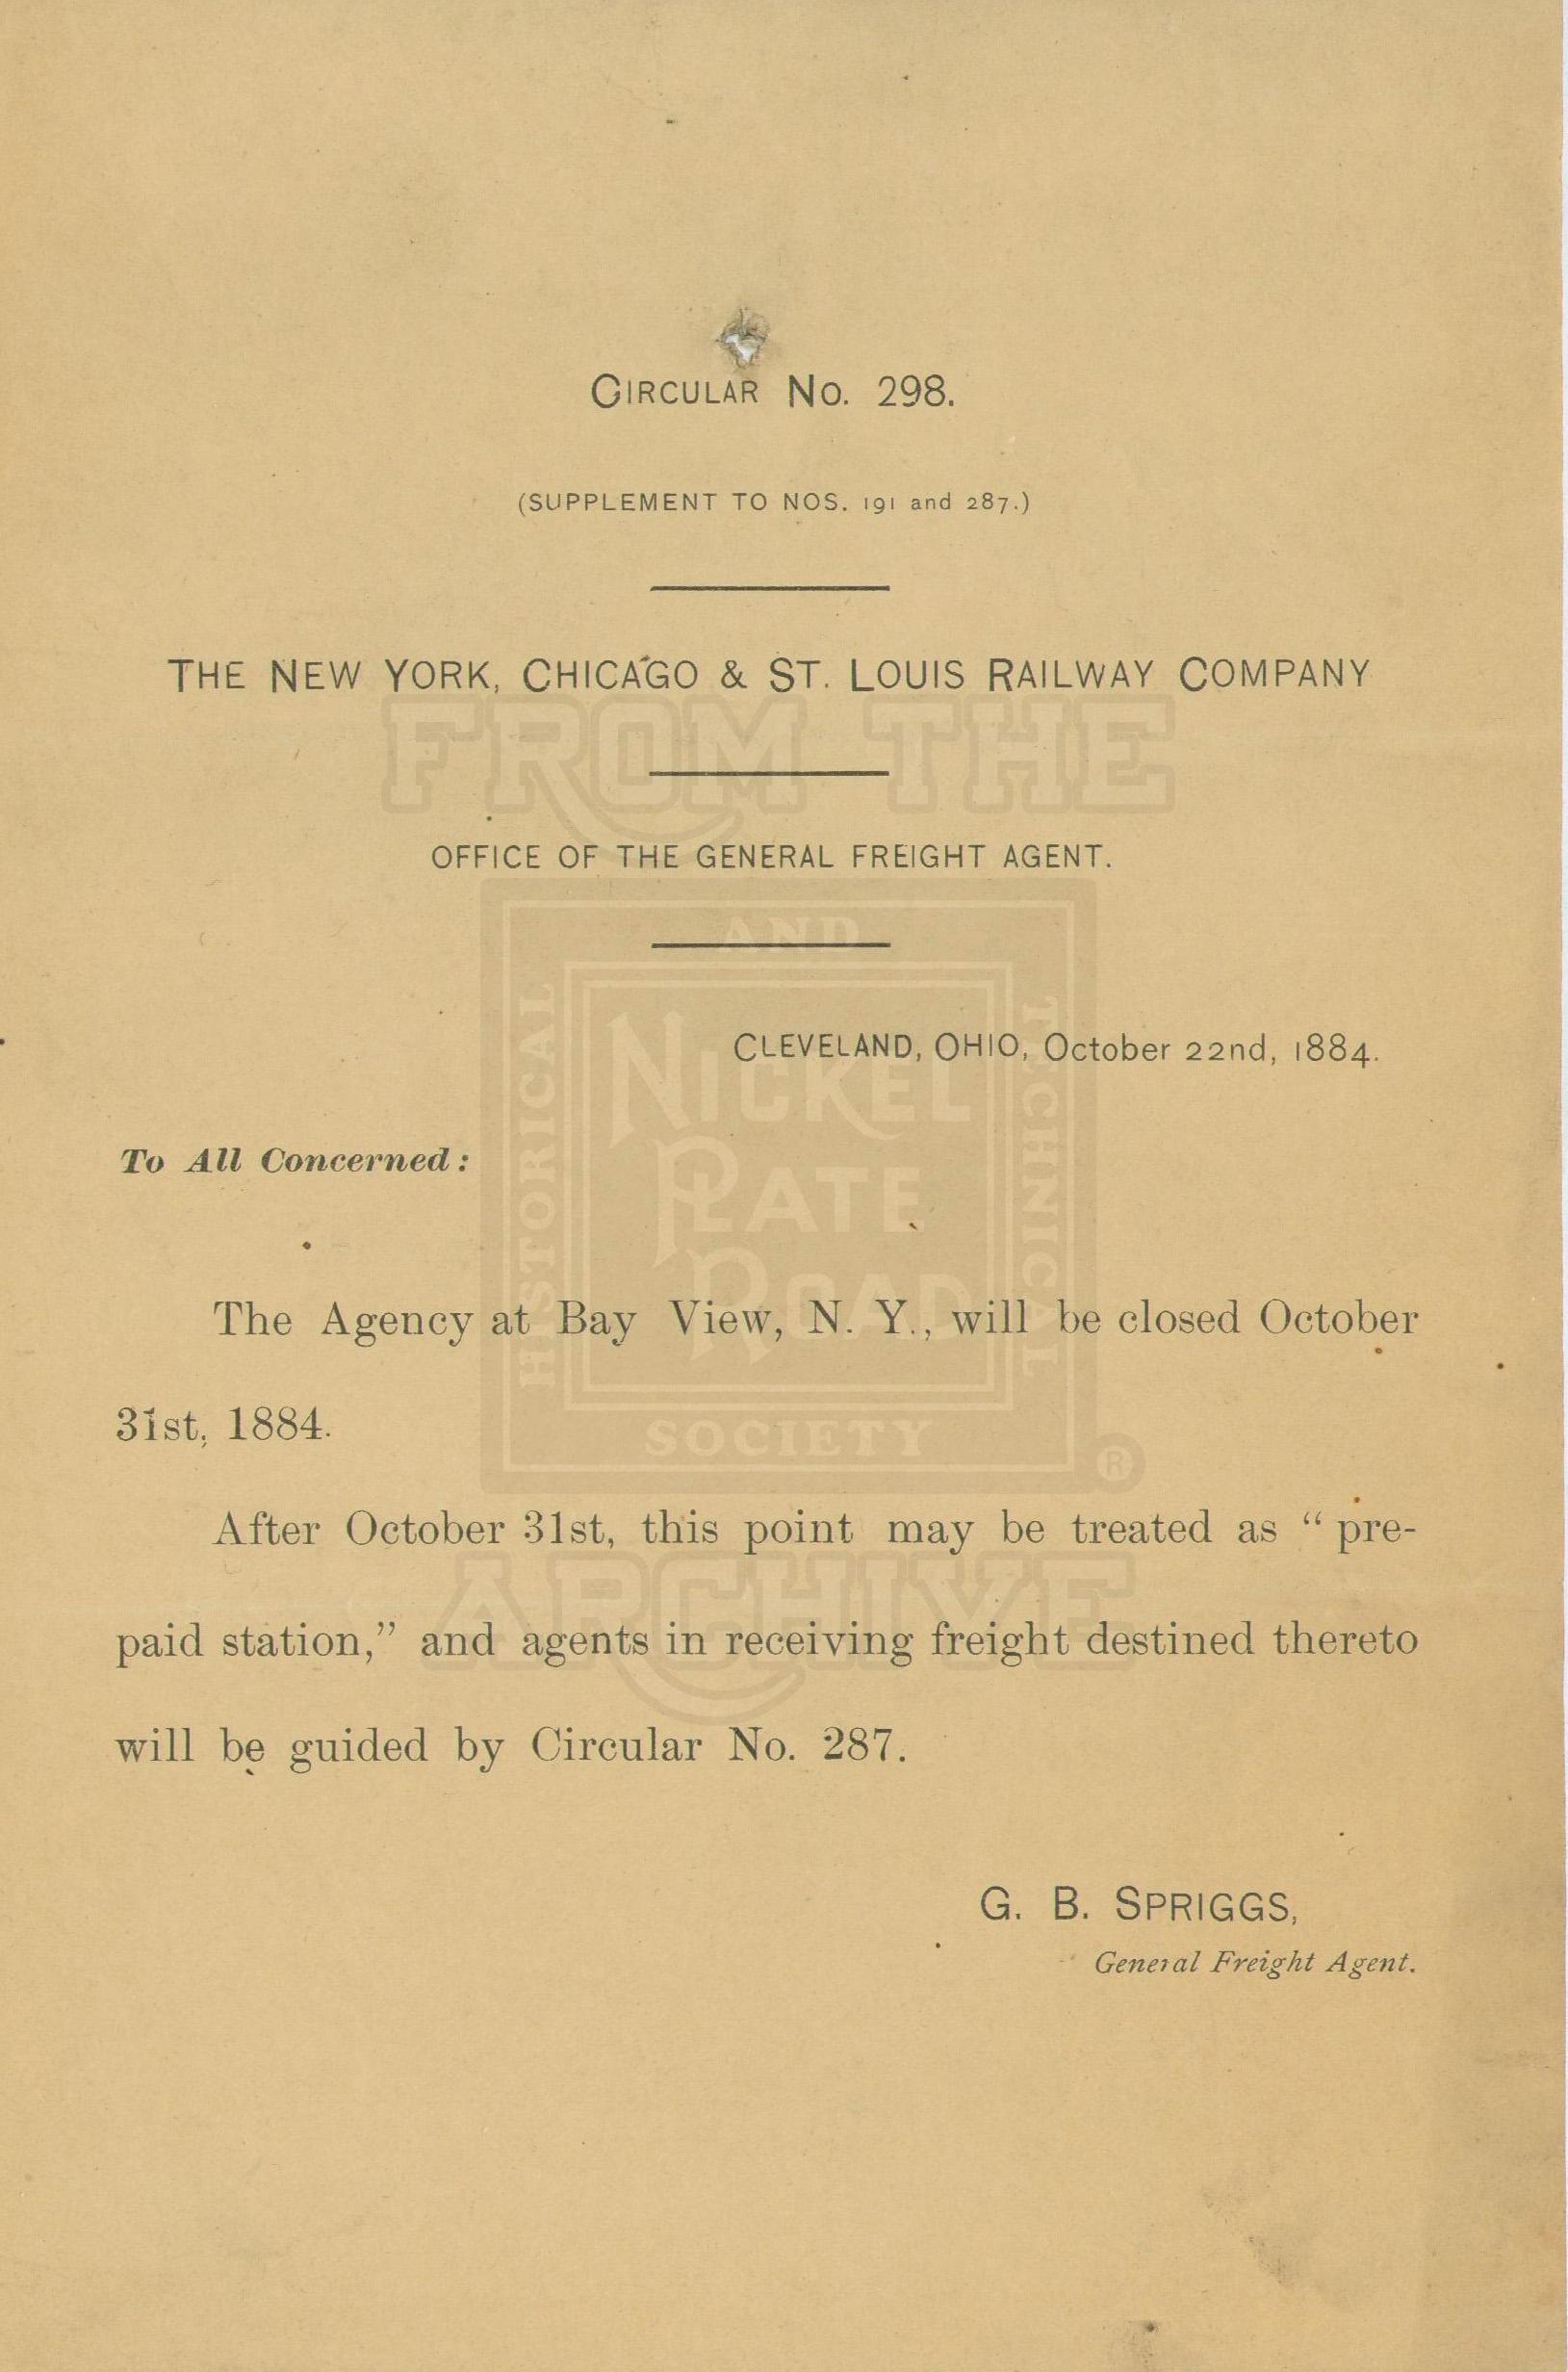 CIRCULAR No. 298.
(SUPPLEMENT TO NOS. 191 and 287.)
THE NEW YORK, CHICAGO & ST. LOUIS RAILWAY COMPANY
FROM THE
OFFICE OF THE GENERAL FREIGHT AGENT.
AND
CLEVELAND, OHIO, October 22nd, 1884.
HISTORICAL
TECHNICAL
NICKEL
PLATE
ROAD
To All Concerned:
The Agency at Bay View, N. Y., will be closed October
31st, 1884.
SOCIETY
®
After October 31st, this point may be treated as “pre-
ARCHIVE
paid station,” and agents in receiving freight destined thereto
will be guided by Circular No. 287.
G. B. SPRIGGS,
General Freight Agent.